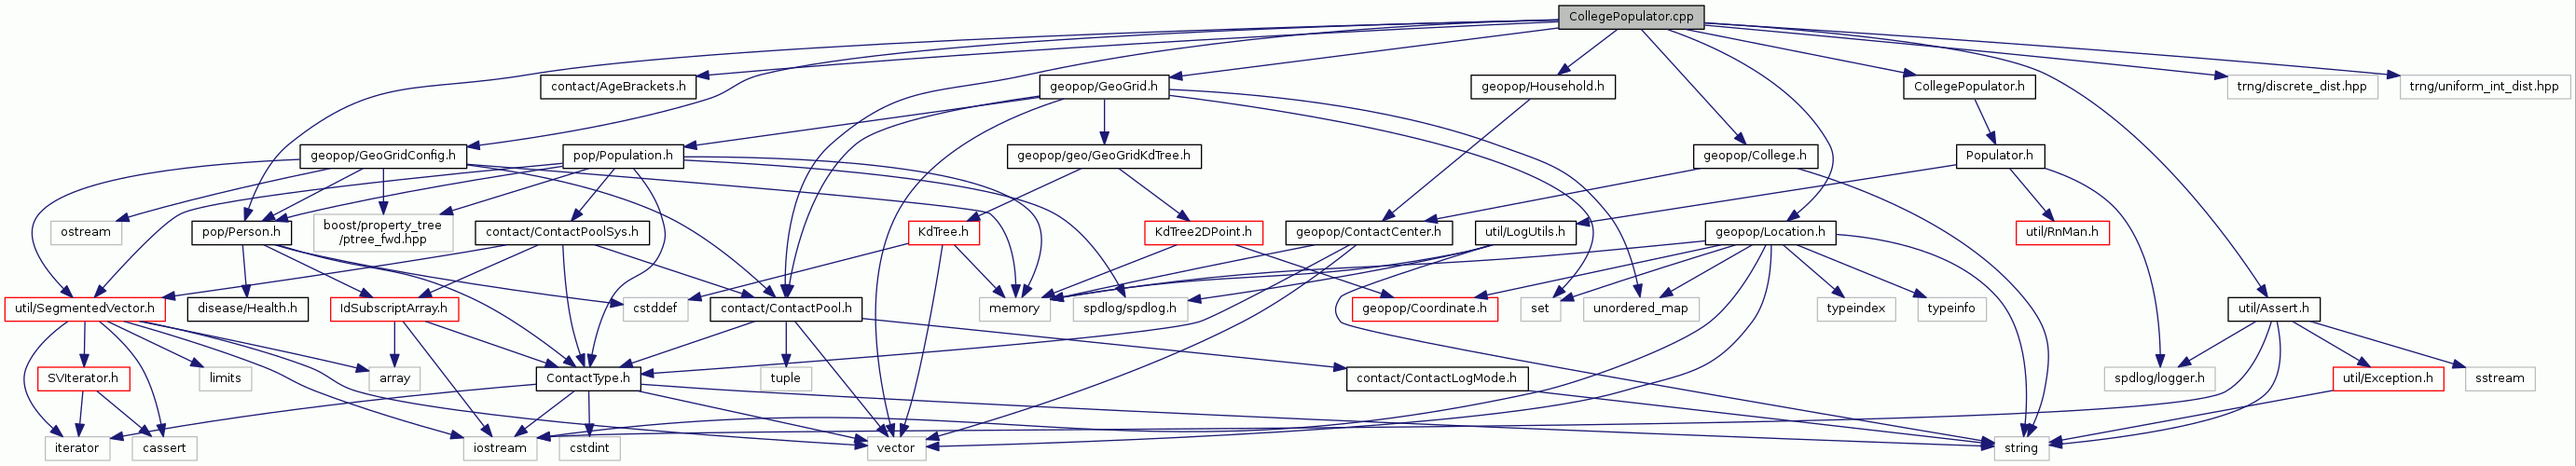 CollegePopulator.cpp
contact/AgeBrackets.h
geopop/GeoGrid.h
geopop/Household.h
CollegePopulator.h
trng/discrete_dist.hpp
trng/uniform_int_dist.hpp
geopop/GeoGridConfig.h
pop/Population.h
geopop/geo/GeoGridKdTree.h
geopop/College.h
Populator.h
ostream
pop/Person.h
boost/property_tree
/ptree_fwd.hpp
contact/ContactPoolSys.h
KdTree.h
KdTree2DPoint.h
geopop/ContactCenter.h
util/LogUtils.h
geopop/Location.h
util/RnMan.h
util/SegmentedVector.h
disease/Health.h
IdSubscriptArray.h
cstddef
contact/ContactPool.h
memory
spdlog/spdlog.h
geopop/Coordinate.h
set
unordered_map
typeindex
typeinfo
util/Assert.h
SVIterator.h
limits
array
ContactType.h
tuple
contact/ContactLogMode.h
spdlog/logger.h
util/Exception.h
sstream
iterator
cassert
iostream
cstdint
vector
string